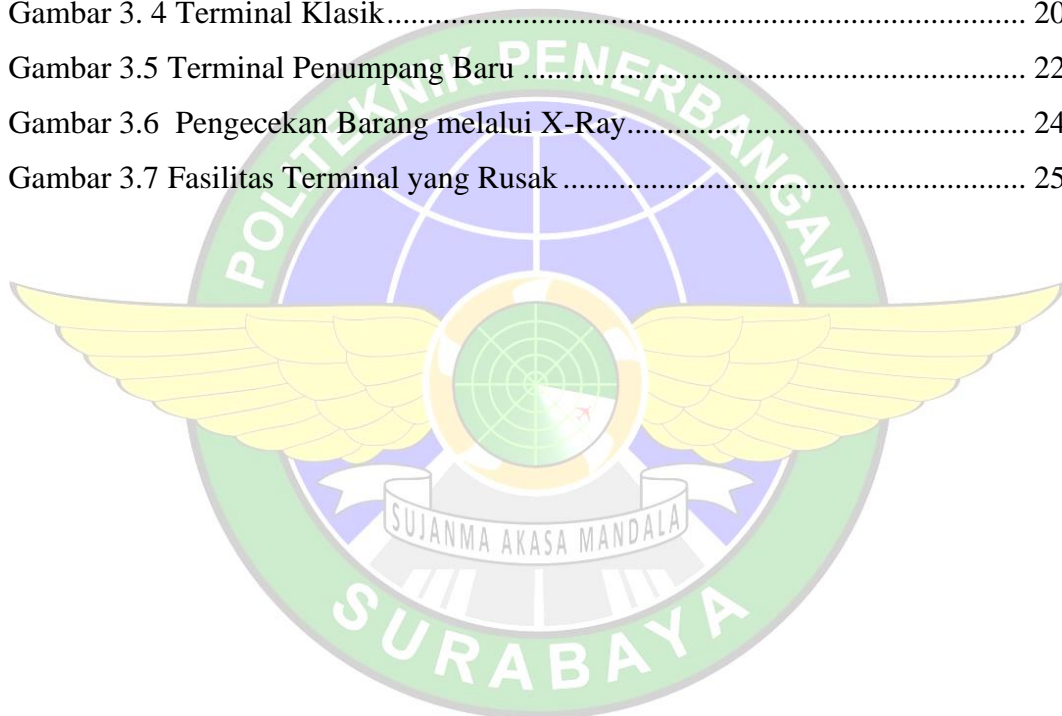 Gambar 3. 4 Terminal Klasik............................................................................... 20
Gambar 3.5 Terminal Penumpang Baru .............................................................. 22
Gambar 3.6  Pengecekan Barang melalui X-Ray................................................. 24
Gambar 3.7 Fasilitas Terminal yang Rusak ......................................................... 25
POLITEKNIK PENERBANGAN
SUJANMA AKASA MANDALA
SURABAYA